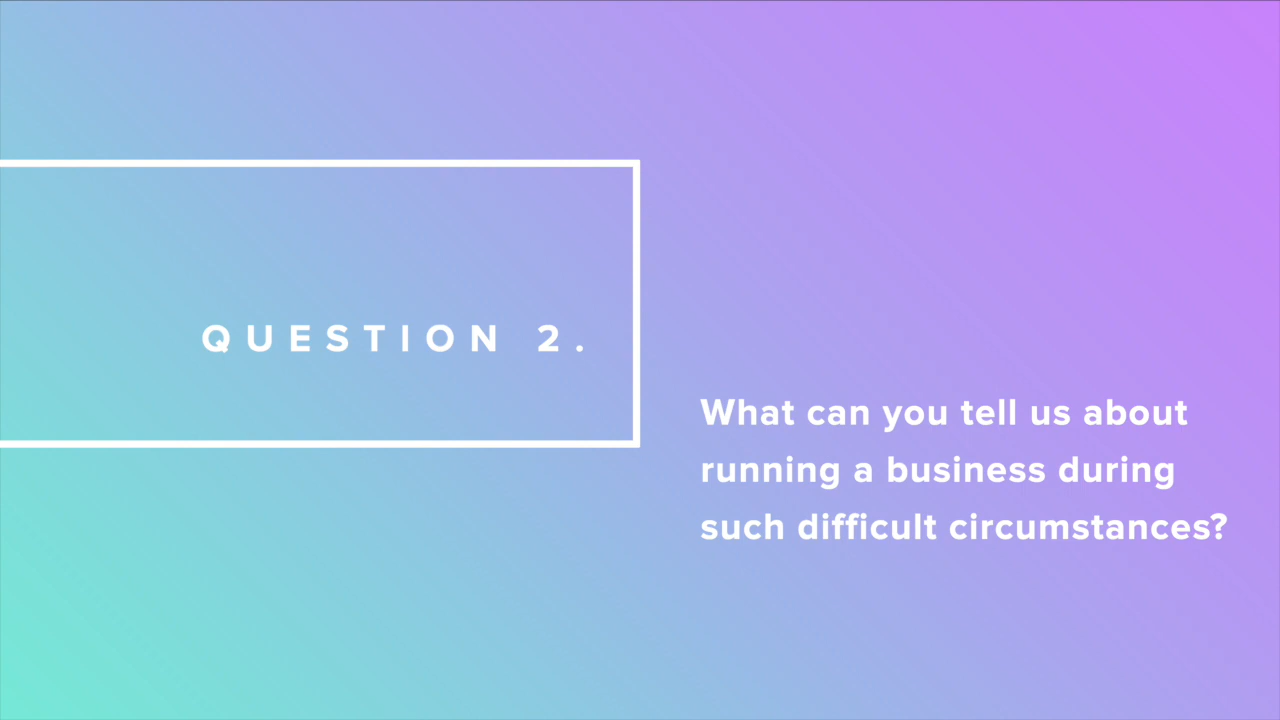 QUESTION 2.
What can you tell us about
running a business during
such difficult circumstances?